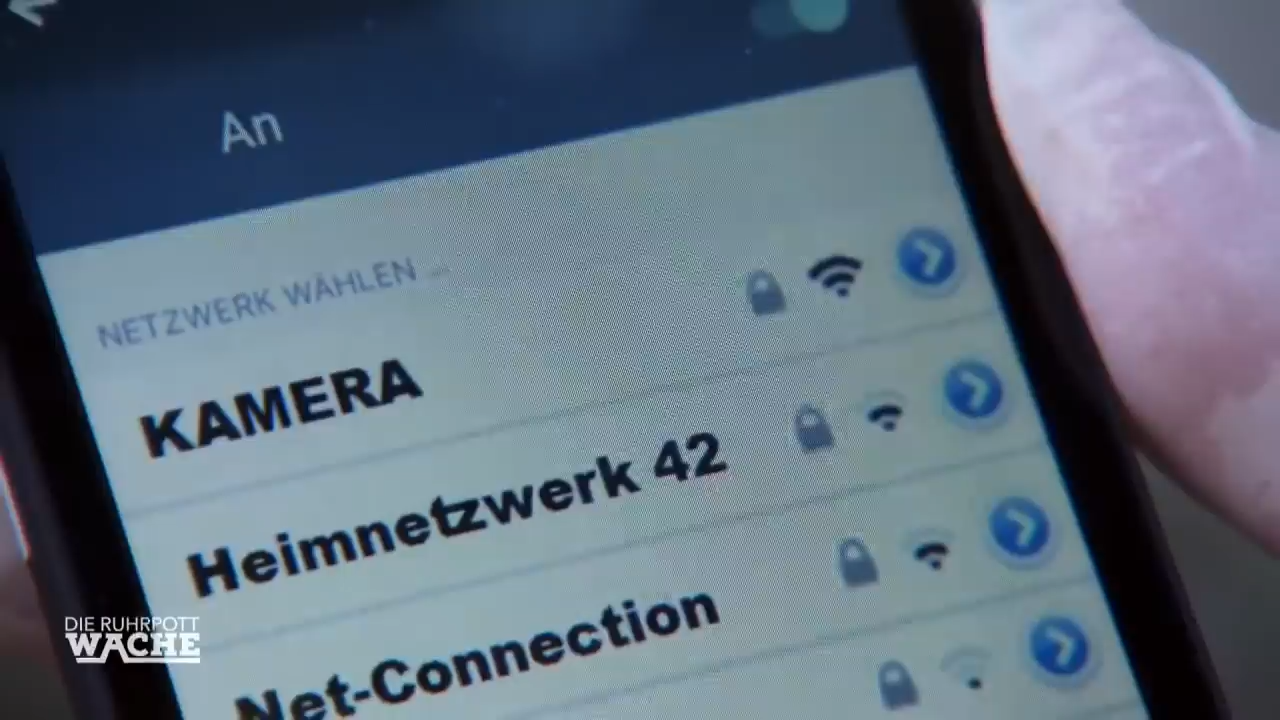 An
NETZWERK WÄHLEN ...
KAMERA
Heimnetzwerk 42
Net-Connection
DIE RUHRPOTT
WACHE